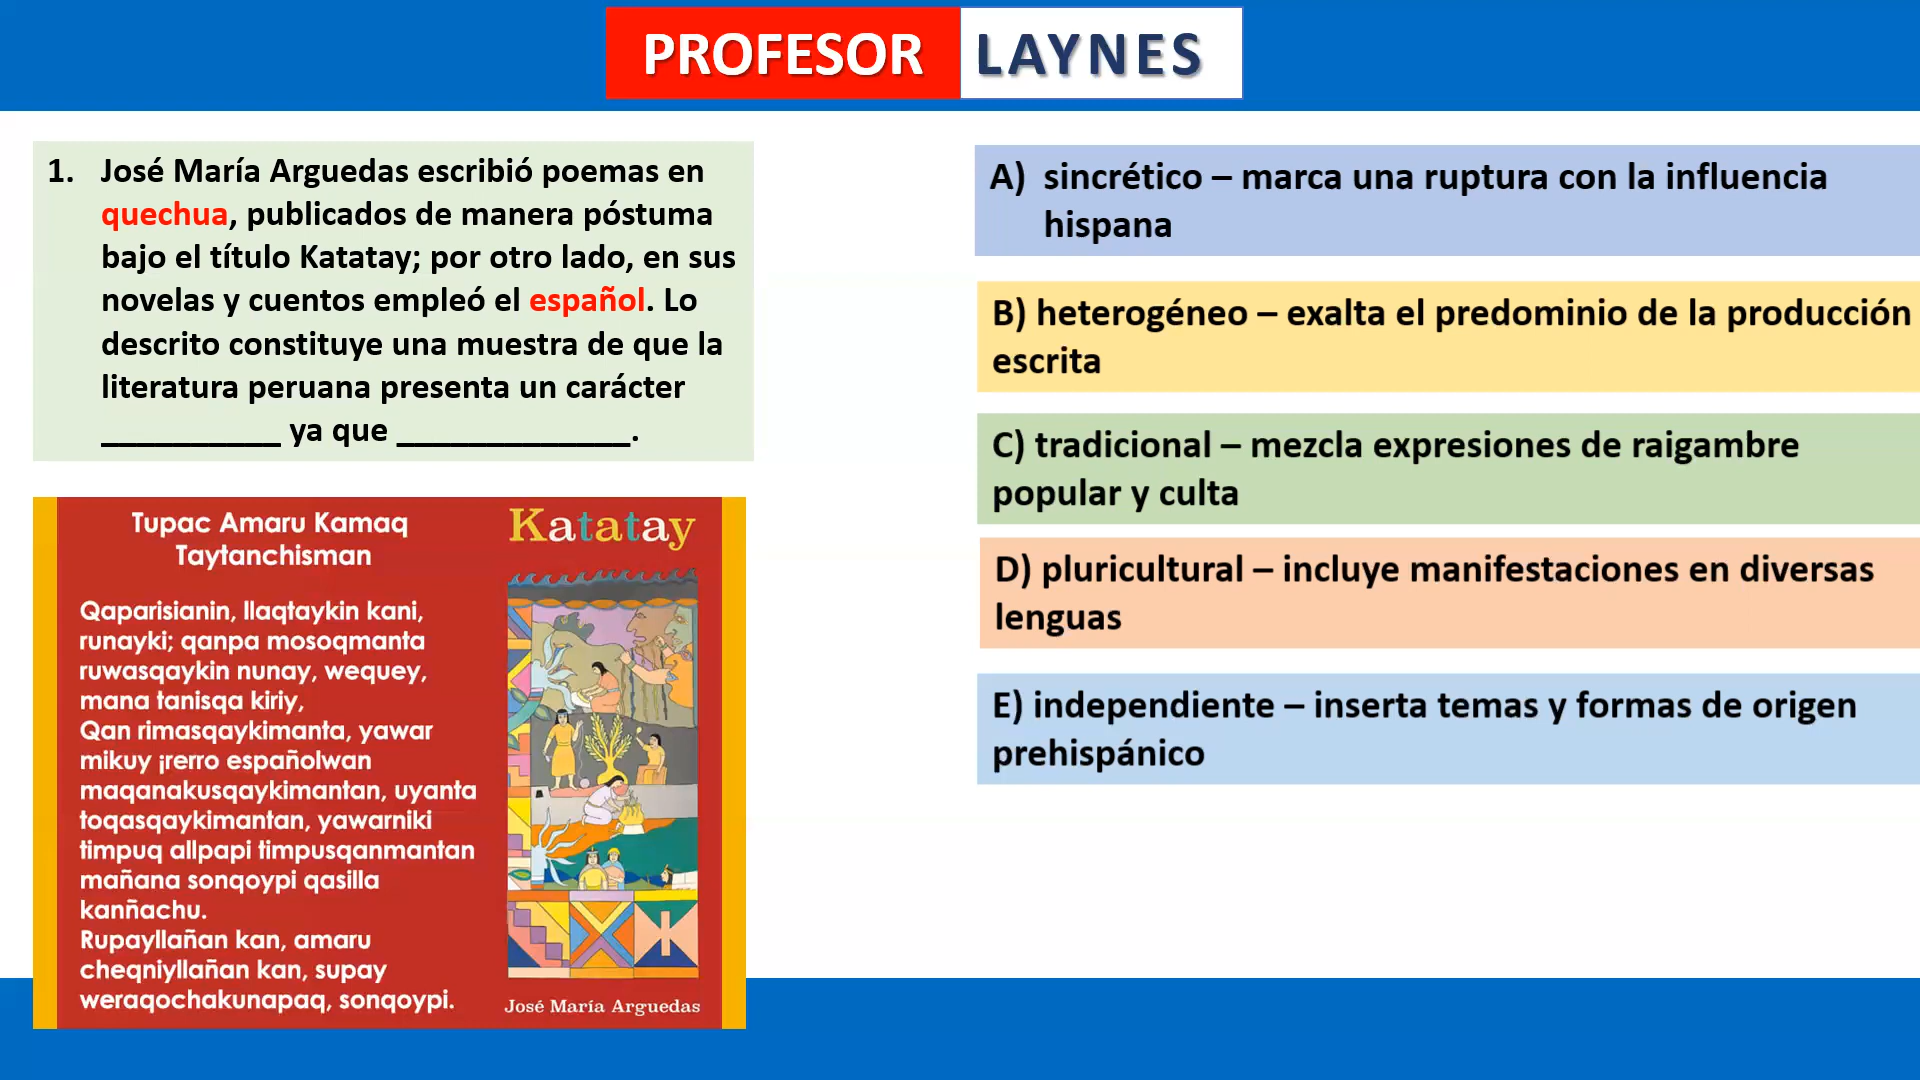 PROFESOR LAYNES
1. José María Arguedas escribió poemas en
quechua, publicados de manera póstuma
bajo el título Katatay; por otro lado, en sus
novelas y cuentos empleó el español. Lo
descrito constituye una muestra de que la
literatura peruana presenta un carácter
__________ ya que _____________.
Tupac Amaru Kamaq
Taytanchisman
Qaparisianin, llaqtaykin kani,
runayki; qanpa mosoqmanta
ruwasqaykin nunay, wequey,
mana tanisqa kiriy,
Qan rimasqaykimanta, yawar
mikuy ¡rerro españolwan
maqanakusqaykimantan, uyanta
toqasqaykimantan, yawarniki
timpuq allpapi timpusqanmantan
mañana sonqoypi qasilla
kanñachu.
Rupayllañan kan, amaru
cheqniyllañan kan, supay
weraqochakunapaq, sonqoypi.
Katatay
José María Arguedas
A) sincrético – marca una ruptura con la influencia
hispana
B) heterogéneo – exalta el predominio de la producción
escrita
C) tradicional – mezcla expresiones de raigambre
popular y culta
D) pluricultural – incluye manifestaciones en diversas
lenguas
E) independiente – inserta temas y formas de origen
prehispánico